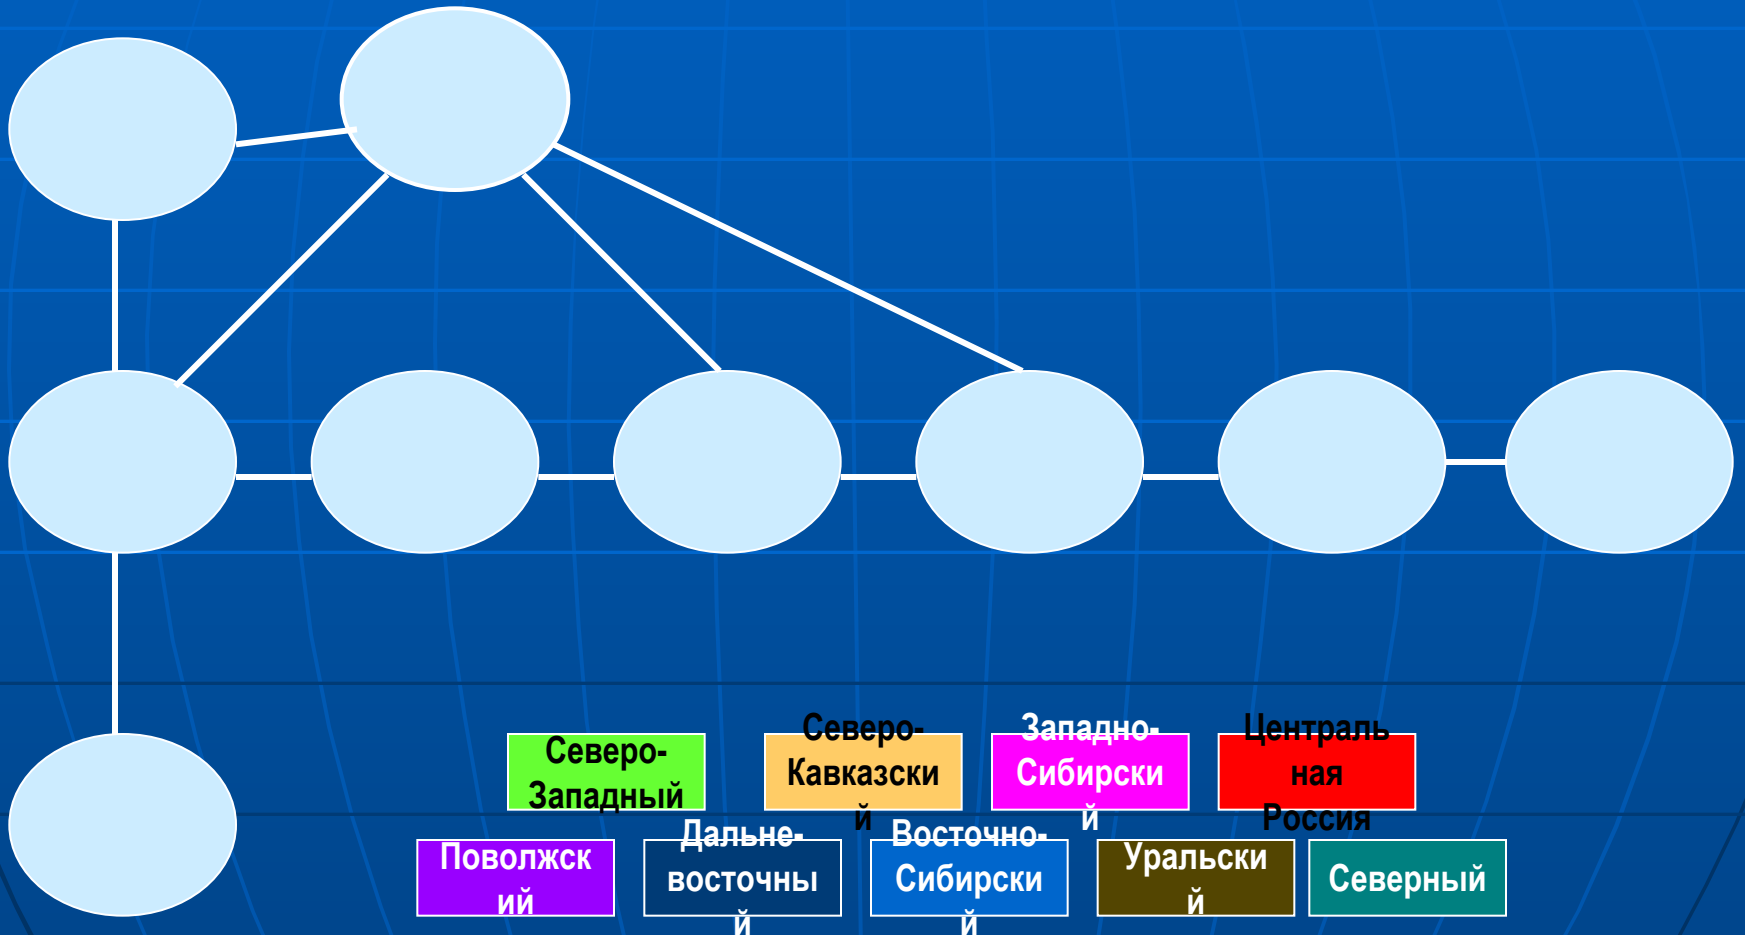 Северо-
Западный
Северо-
Кавказски
й
Западно-
Сибирски
й
Централь
ная
Россия
Поволжск
ий
Дальне-
восточны
й
Восточно-
Сибирски
й
Уральски
й
Северный